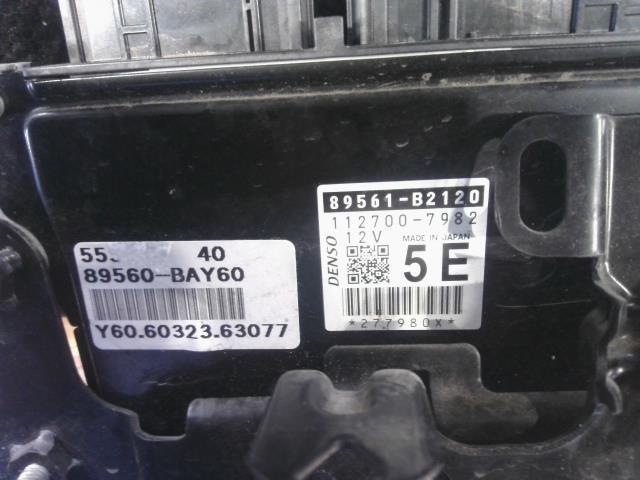 89561-B2120
112700-7982
12V MADE IN JAPAN
DENSO
5E
*277980X*
40
89560-BAY60
Y60.60323.63077